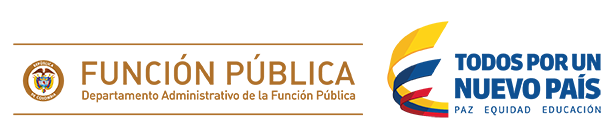 FUNCIÓN PÚBLICA
Departamento Administrativo de la Función Pública
TODOS POR UN
NUEVO PAÍS
PAZ EQUIDAD EDUCACIÓN